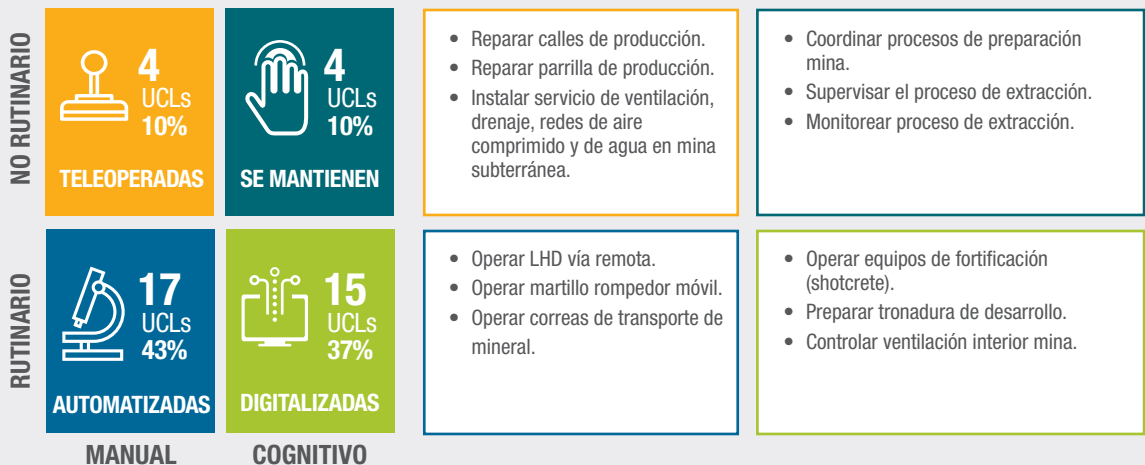 NO RUTINARIO
4
UCLs
10%
TELEOPERADAS
4
UCLs
10%
SE MANTIENEN
• Reparar calles de producción.
• Reparar parrilla de producción.
• Instalar servicio de ventilación,
drenaje, redes de aire
comprimido y de agua en mina
subterránea.
• Coordinar procesos de preparación
mina.
• Supervisar el proceso de extracción.
• Monitorear proceso de extracción.
RUTINARIO
17
UCLs
43%
AUTOMATIZADAS
15
UCLs
37%
DIGITALIZADAS
• Operar LHD vía remota.
• Operar martillo rompedor móvil.
• Operar correas de transporte de
mineral.
• Operar equipos de fortificación
(shotcrete).
• Preparar tronadura de desarrollo.
• Controlar ventilación interior mina.
MANUAL
COGNITIVO